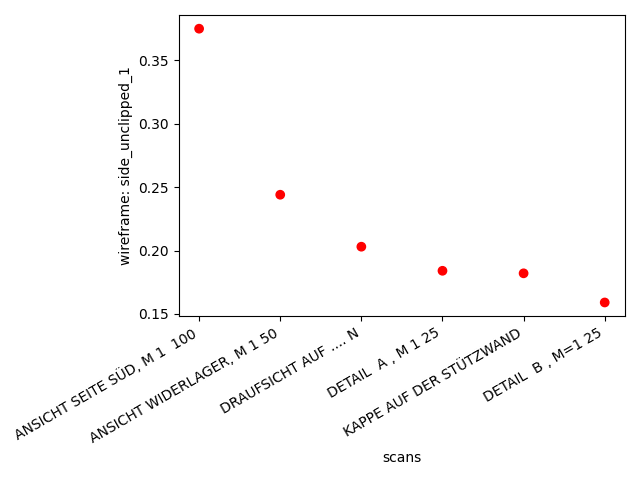 wireframe: side_unclipped_1
0.35
0.30
0.25
0.20
0.15
ANSICHT SEITE SÜD, M 1  100
ANSICHT WIDERLAGER, M 1 50
DRAUFSICHT AUF .... N
DETAIL  A , M 1 25
KAPPE AUF DER STÜTZWAND
DETAIL  B , M=1 25
scans